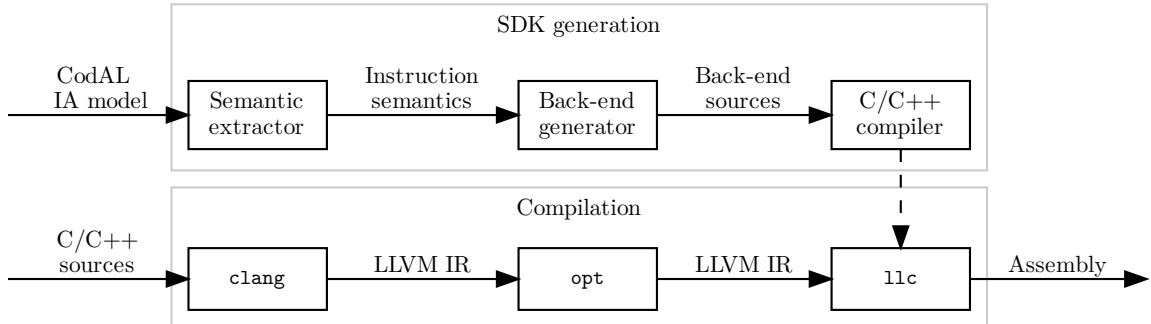 SDK generation
CodAL
IA model
Semantic
extractor
Instruction
semantics
Back-end
generator
Back-end
sources
C/C++
compiler
Compilation
C/C++
sources
clang
LLVM IR
opt
LLVM IR
llc
Assembly